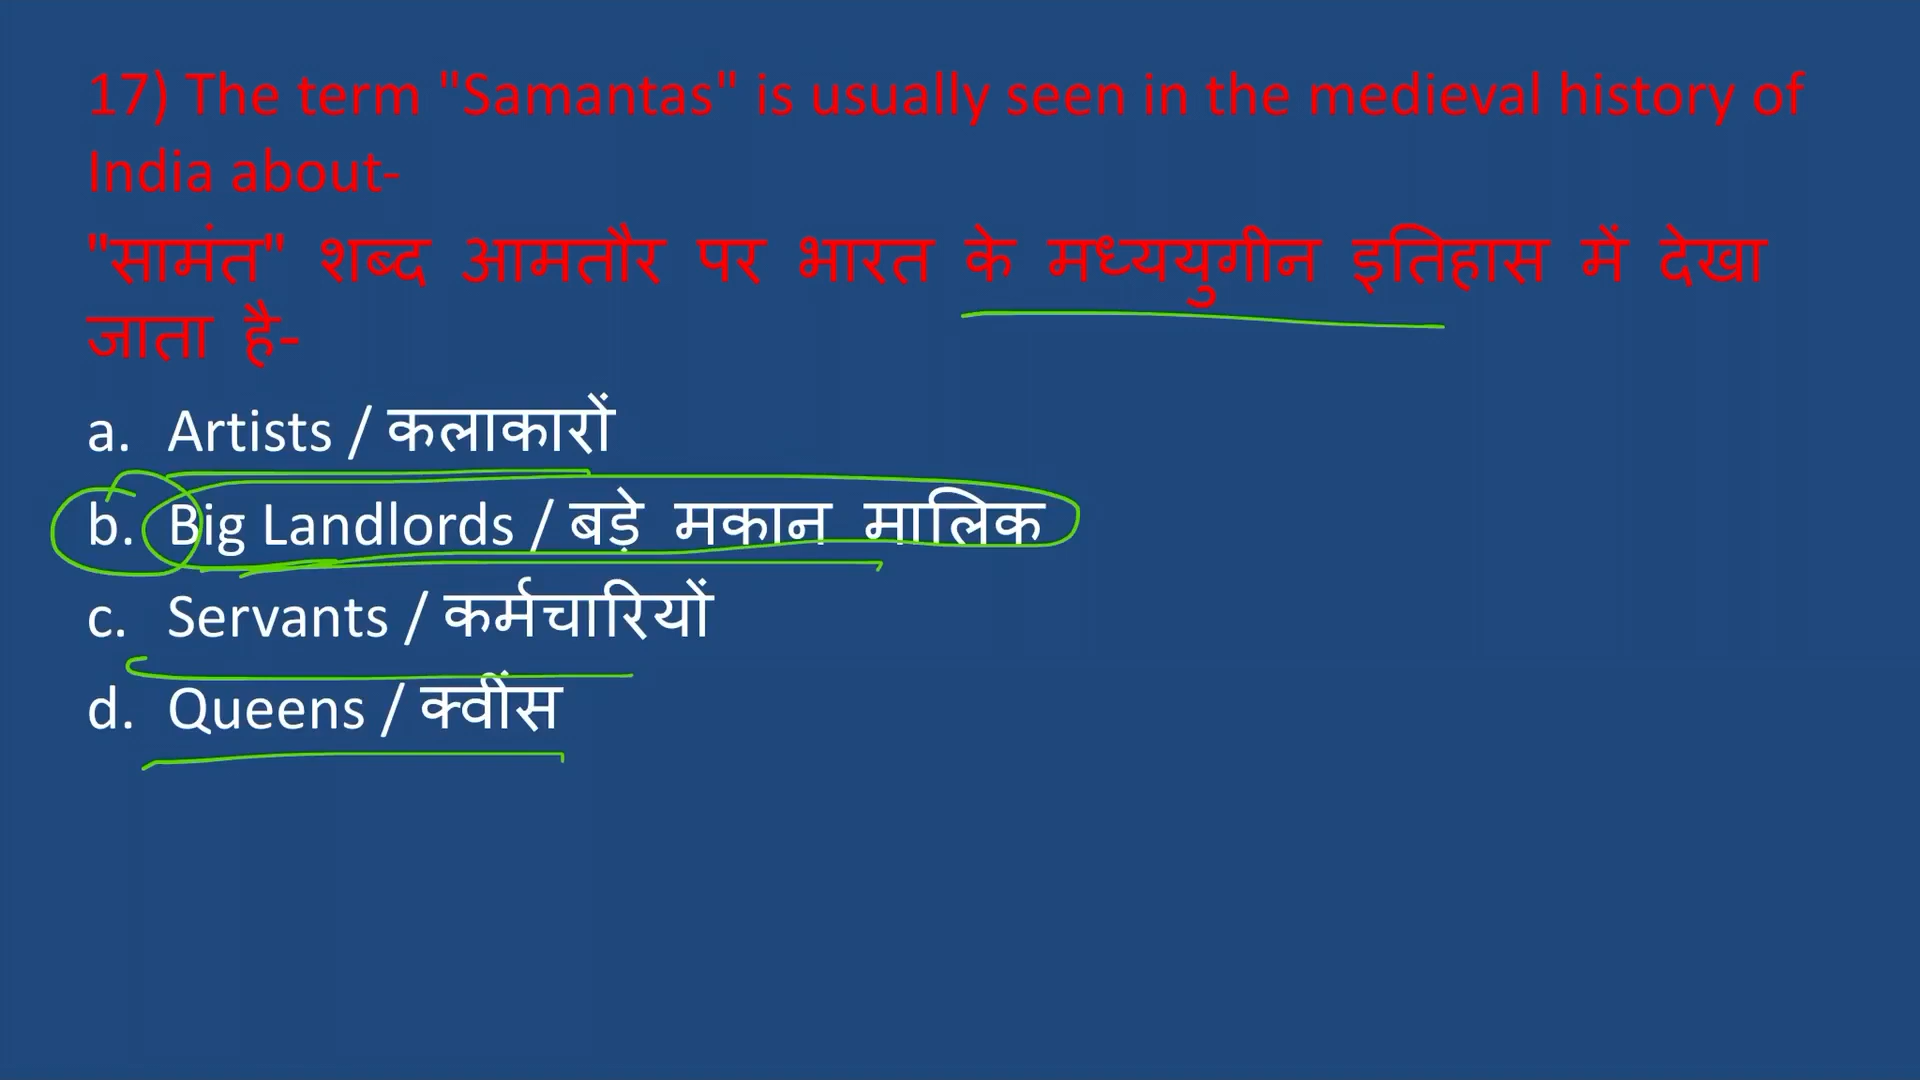 17) The term "Samantas" is usually seen in the medieval history of
India about-
"सामंत" शब्द आमतौर पर भारत के मध्ययुगीन इतिहास में देखा
जाता है-
a. Artists / कलाकारों
b. Big Landlords / बड़े मकान मालिक
c. Servants / कर्मचारियों
d. Queens / क्वींस